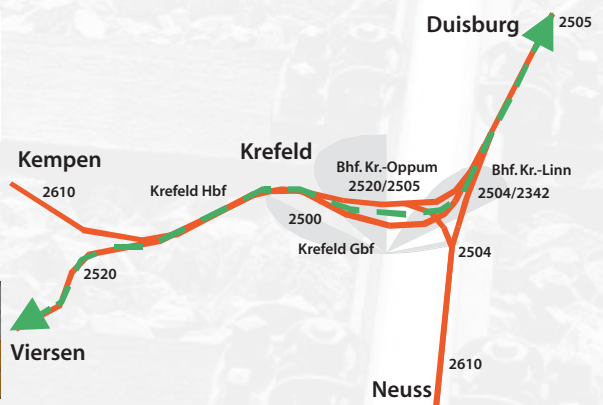 Duisburg
2505
Kempen
2610
Krefeld
Krefeld Hbf
Bhf. Kr.-Oppum
2520/2505
Bhf. Kr.-Linn
2504/2342
2500
Krefeld Gbf
2504
2520
Viersen
2610
Neuss